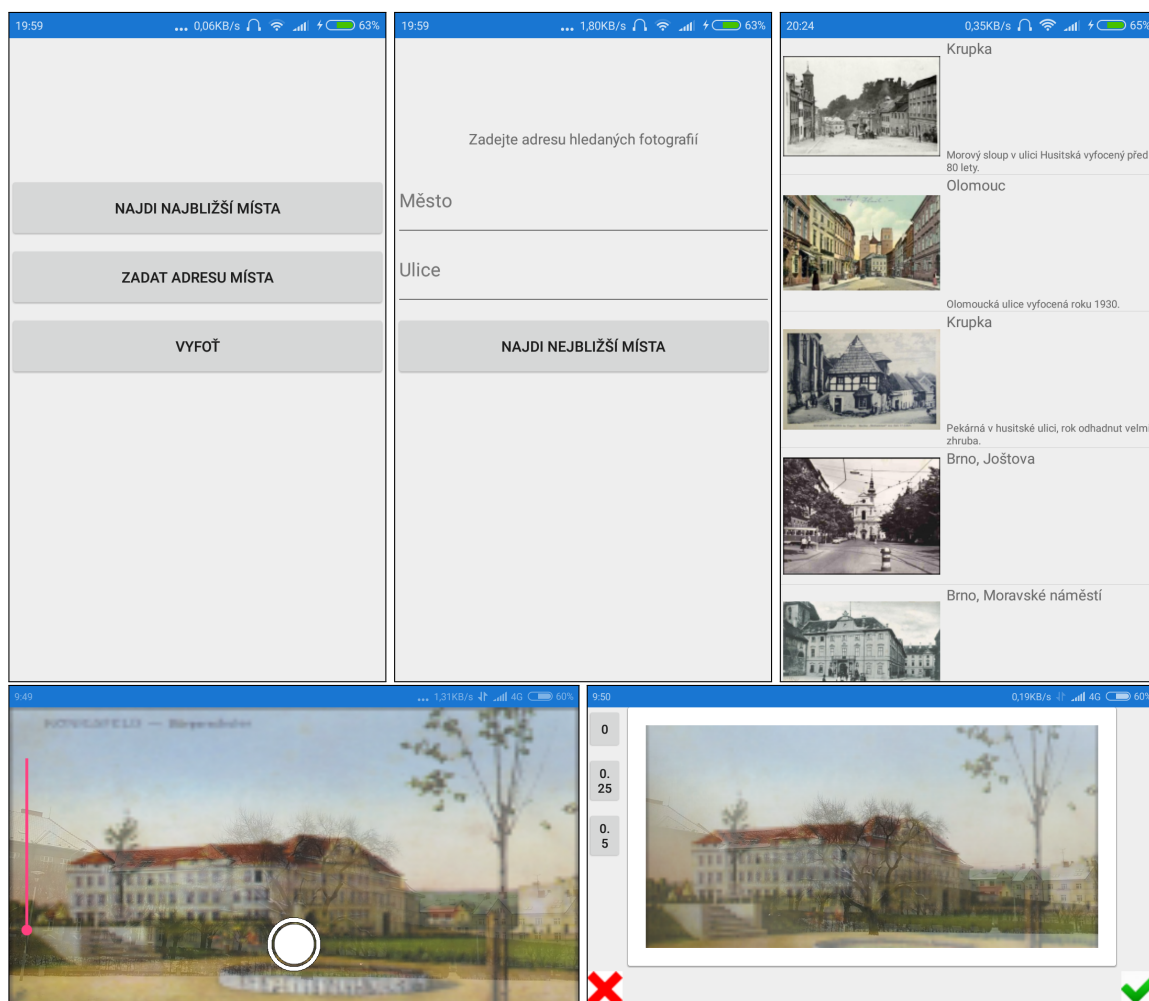 19:59
... 0,06KB/s 63%
NAJDI NAJBLIŽŠÍ MÍSTA
ZADAT ADRESU MÍSTA
VYFOŤ
19:59
... 1,80KB/s 63%
Zadejte adresu hledaných fotografií
Město
Ulice
NAJDI NEJBLIŽŠÍ MÍSTA
20:24
0,35KB/s 65%
Krupka
Morový sloup v ulici Husitská vyfocený před
80 lety.
Olomouc
Olomoucká ulice vyfocená roku 1930.
Krupka
Pekárná v husitské ulici, rok odhadnut velmi
zhruba.
Brno, Joštova
Brno, Moravské náměstí
9:49
... 1,31KB/s 4G 60%
9:50
0,19KB/s 4G 60%
0
0.
25
0.
5